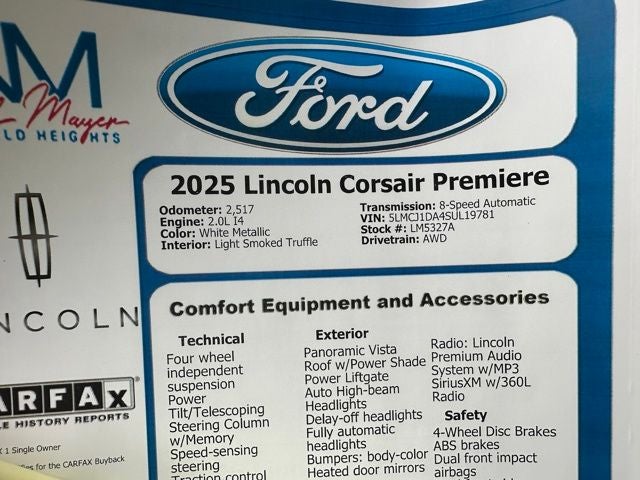 NM
Mayer
LD HEIGHTS
Ford
2025 Lincoln Corsair Premiere
Odometer: 2,517
Engine: 2.0L I4
Color: White Metallic
Interior: Light Smoked Truffle
Transmission: 8-Speed Automatic
VIN: 5LMCJ1DA4SUL19781
Stock #: LM5327A
Drivetrain: AWD
NCOLN
ARFAX
LE HISTORY REPORTS
X 1 Single Owner
for the CARFAX Buyback
Comfort Equipment and Accessories
Technical
Four wheel
independent
suspension
Power
Tilt/Telescoping
Steering Column
w/Memory
Speed-sensing
steering
Traction control
Exterior
Panoramic Vista
Roof w/Power Shade
Power Liftgate
Auto High-beam
Headlights
Delay-off headlights
Fully automatic
headlights
Bumpers: body-color
Heated door mirrors
Radio: Lincoln
Premium Audio
System w/MP3
SiriusXM w/360L
Radio
Safety
4-Wheel Disc Brakes
ABS brakes
Dual front impact
airbags